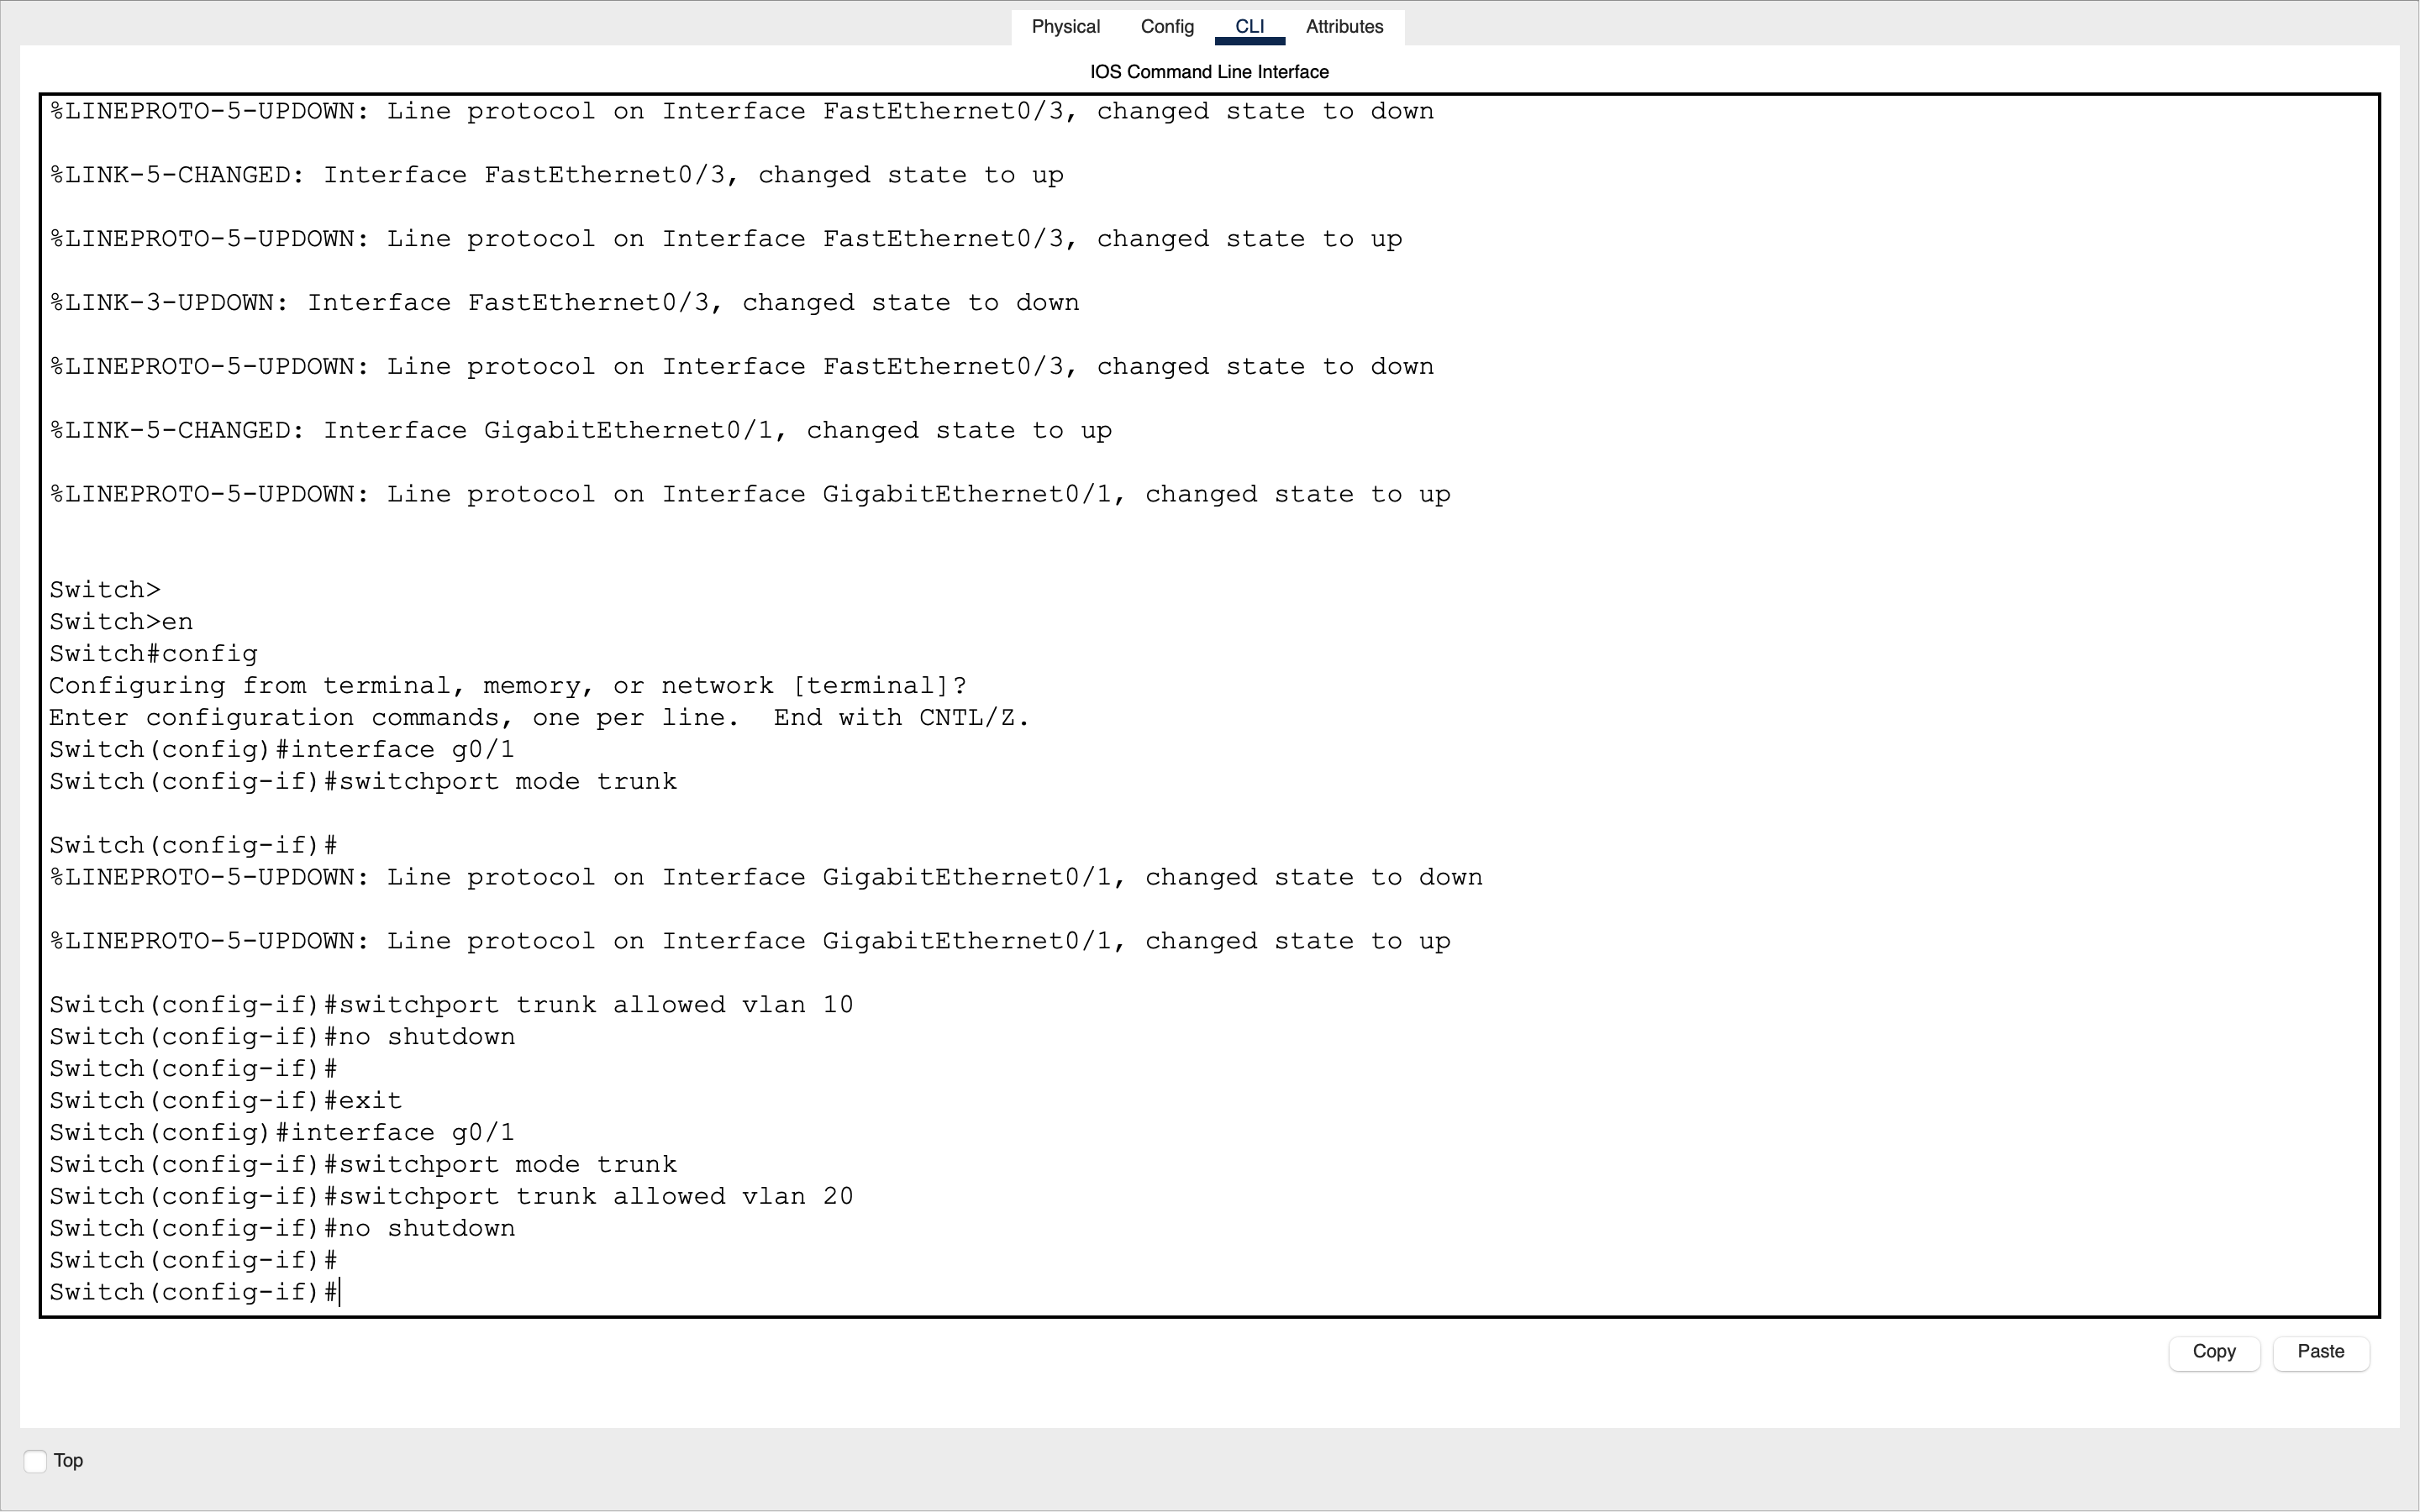 Physical Config CLI Attributes
IOS Command Line Interface
%LINEPROTO-5-UPDOWN: Line protocol on Interface FastEthernet0/3, changed state to down
%LINK-5-CHANGED: Interface FastEthernet0/3, changed state to up
%LINEPROTO-5-UPDOWN: Line protocol on Interface FastEthernet0/3, changed state to up
%LINK-3-UPDOWN: Interface FastEthernet0/3, changed state to down
%LINEPROTO-5-UPDOWN: Line protocol on Interface FastEthernet0/3, changed state to down
%LINK-5-CHANGED: Interface GigabitEthernet0/1, changed state to up
%LINEPROTO-5-UPDOWN: Line protocol on Interface GigabitEthernet0/1, changed state to up
Switch>
Switch>en
Switch#config
Configuring from terminal, memory, or network [terminal]?
Enter configuration commands, one per line.  End with CNTL/Z.
Switch(config)#interface g0/1
Switch(config-if)#switchport mode trunk
Switch(config-if)#
%LINEPROTO-5-UPDOWN: Line protocol on Interface GigabitEthernet0/1, changed state to down
%LINEPROTO-5-UPDOWN: Line protocol on Interface GigabitEthernet0/1, changed state to up
Switch(config-if)#switchport trunk allowed vlan 10
Switch(config-if)#no shutdown
Switch(config-if)#
Switch(config-if)#exit
Switch(config)#interface g0/1
Switch(config-if)#switchport mode trunk
Switch(config-if)#switchport trunk allowed vlan 20
Switch(config-if)#no shutdown
Switch(config-if)#
Switch(config-if)#
Copy Paste
Top